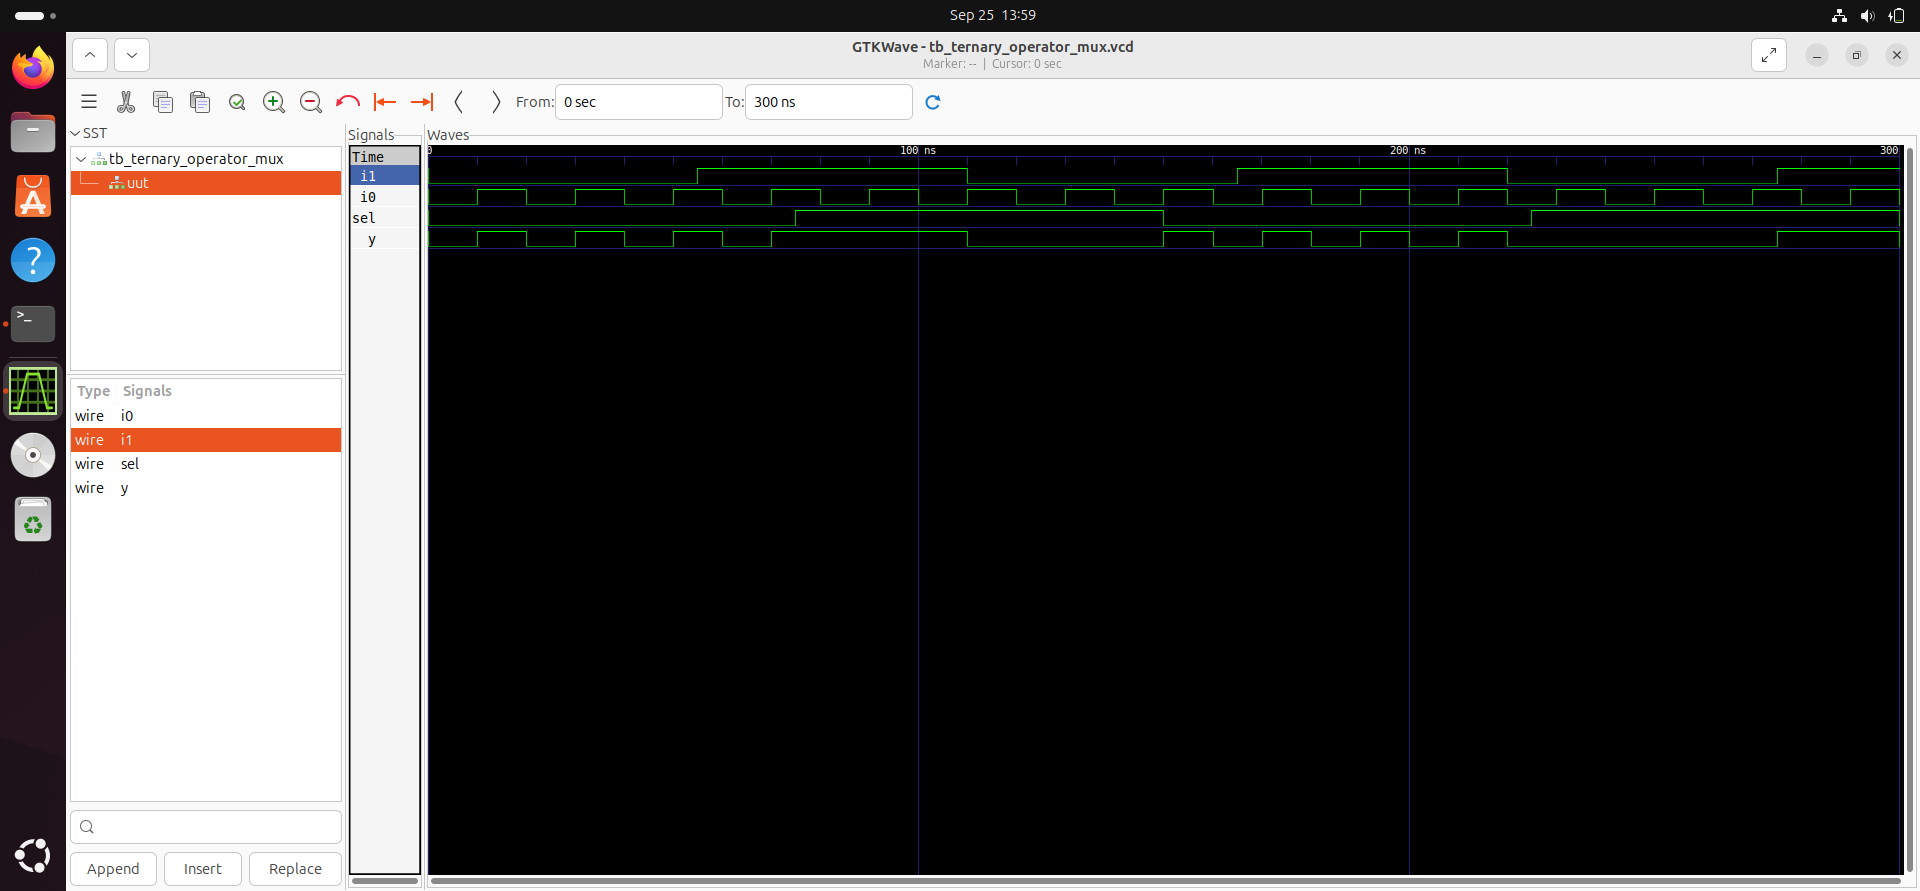 Sep 25 13:59
GTKWave - tb_ternary_operator_mux.vcd
Marker: -- | Cursor: 0 sec
From: 0 sec To: 300 ns
SST
tb_ternary_operator_mux
uut
Type Signals
wire i0
wire i1
wire sel
wire y
Append Insert Replace
Signals
Time
i1
i0
sel
y
Waves
0 100 ns 200 ns 300